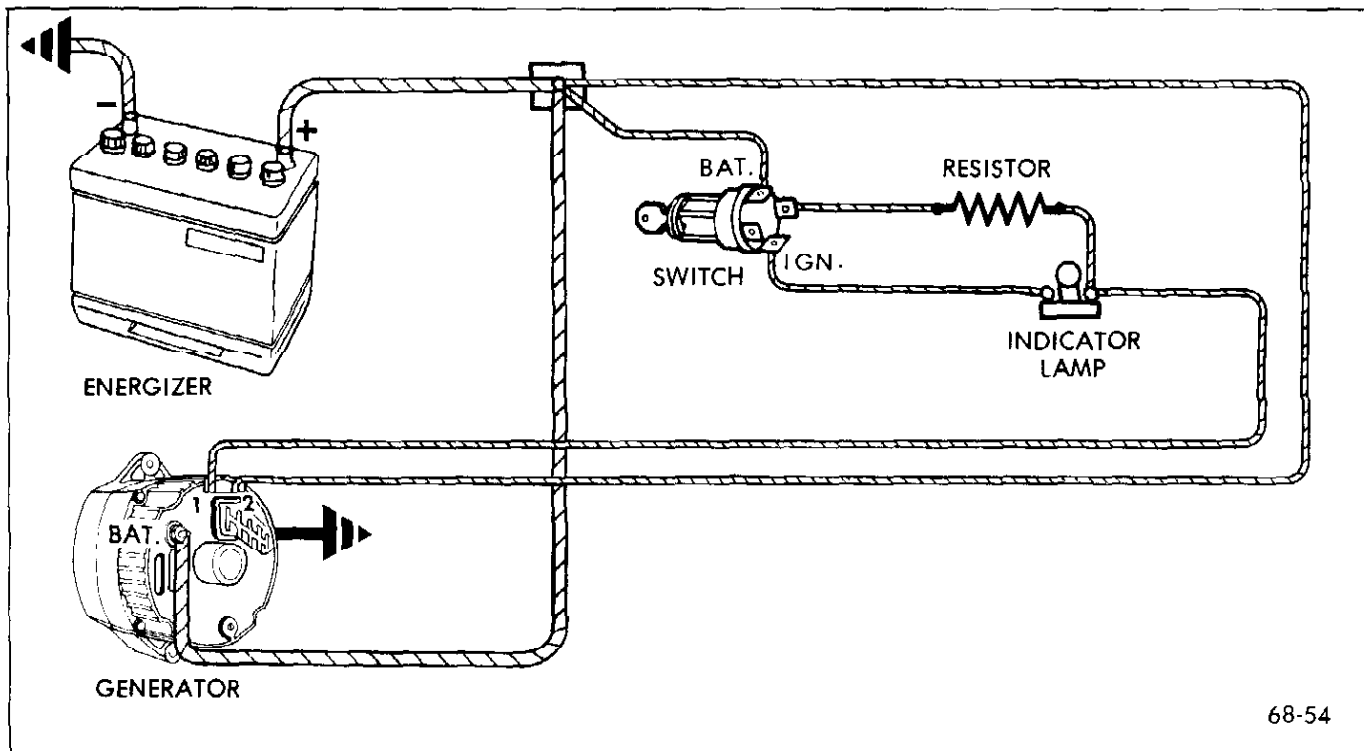 -
+
BAT.
RESISTOR
SWITCH
IGN.
INDICATOR
LAMP
ENERGIZER
1 2
BAT.
GENERATOR
68-54